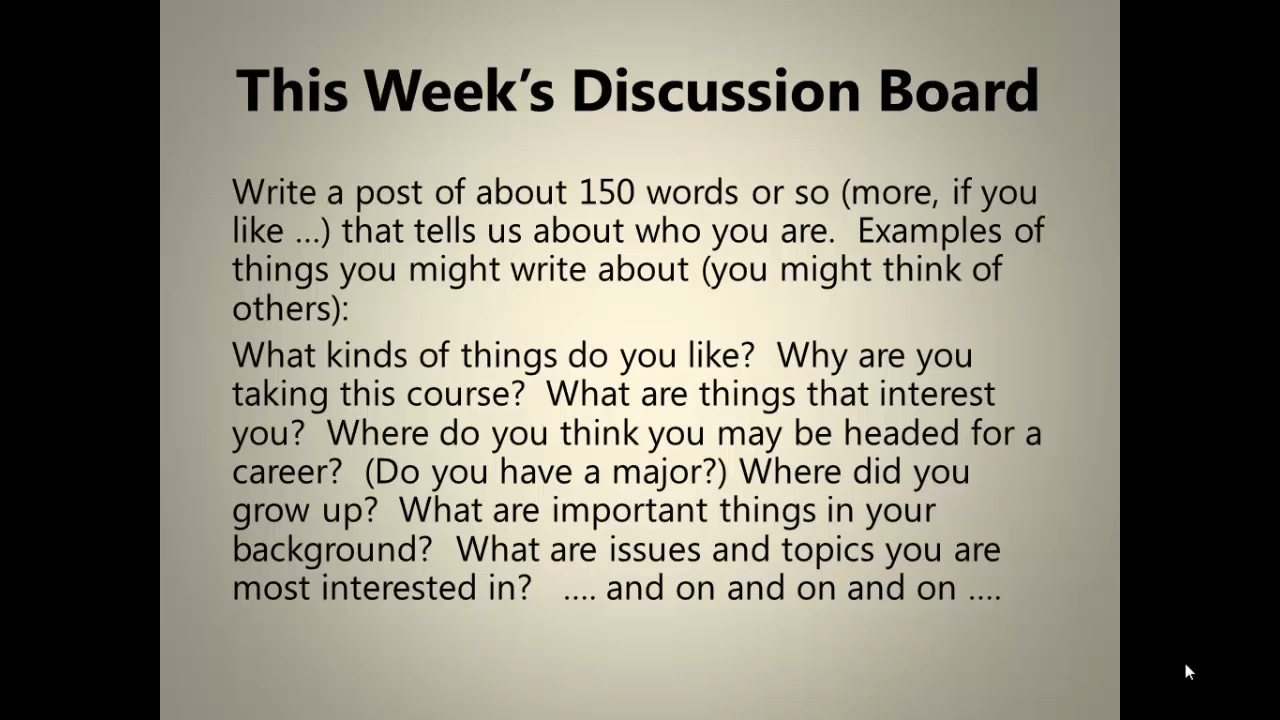 This Week’s Discussion Board
Write a post of about 150 words or so (more, if you
like ...) that tells us about who you are.  Examples of
things you might write about (you might think of
others):
What kinds of things do you like?  Why are you
taking this course?  What are things that interest
you?  Where do you think you may be headed for a
career?  (Do you have a major?) Where did you
grow up?  What are important things in your
background?  What are issues and topics you are
most interested in?   .... and on and on and on ....